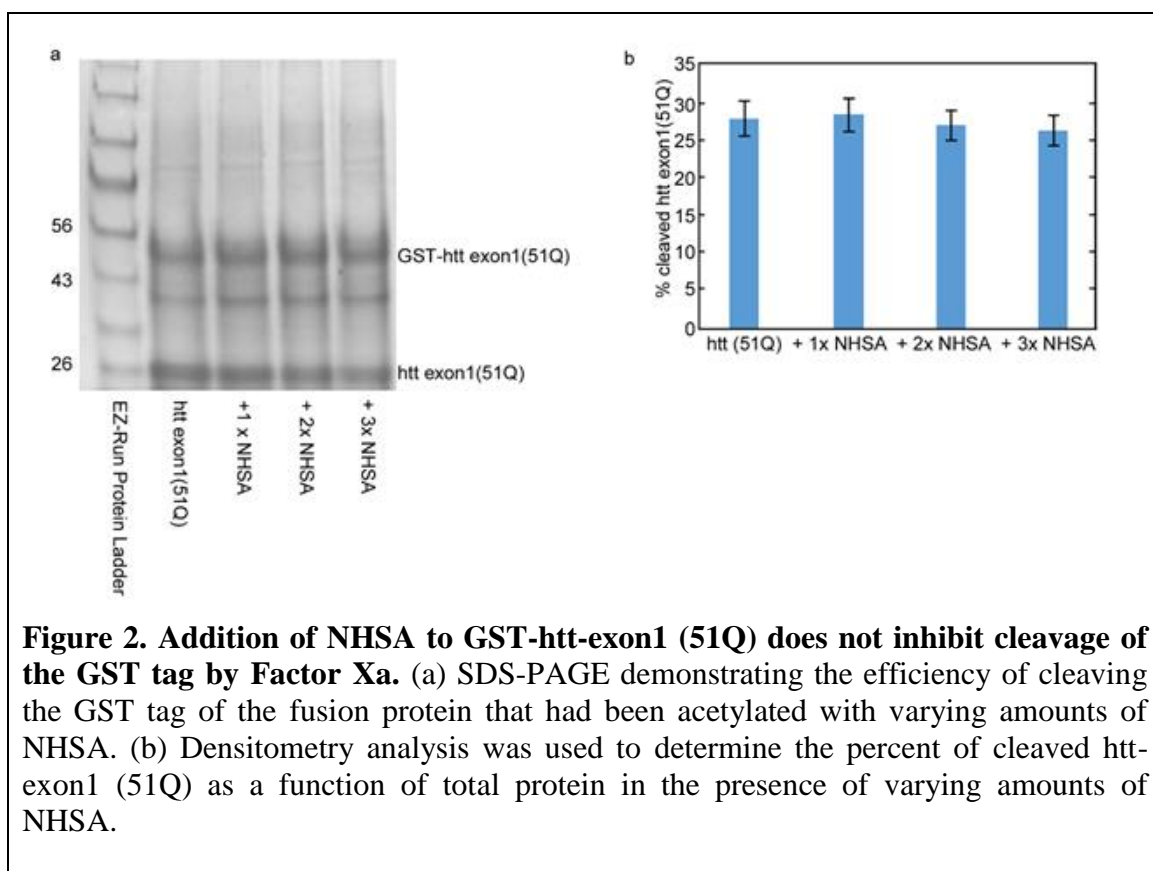 a
56
43
26
GST-htt exon1(51Q)
htt exon1(51Q)
EZ-Run Protein Ladder
htt exon1(51Q)
+1 x NHSA
+ 2x NHSA
+ 3x NHSA
b
% cleaved htt exon1(51Q)
35
30
25
20
15
10
5
0
htt (51Q) + 1x NHSA + 2x NHSA + 3x NHSA
Figure 2. Addition of NHSA to GST-htt-exon1 (51Q) does not inhibit cleavage of
the GST tag by Factor Xa. (a) SDS-PAGE demonstrating the efficiency of cleaving
the GST tag of the fusion protein that had been acetylated with varying amounts of
NHSA. (b) Densitometry analysis was used to determine the percent of cleaved htt-
exon1 (51Q) as a function of total protein in the presence of varying amounts of
NHSA.